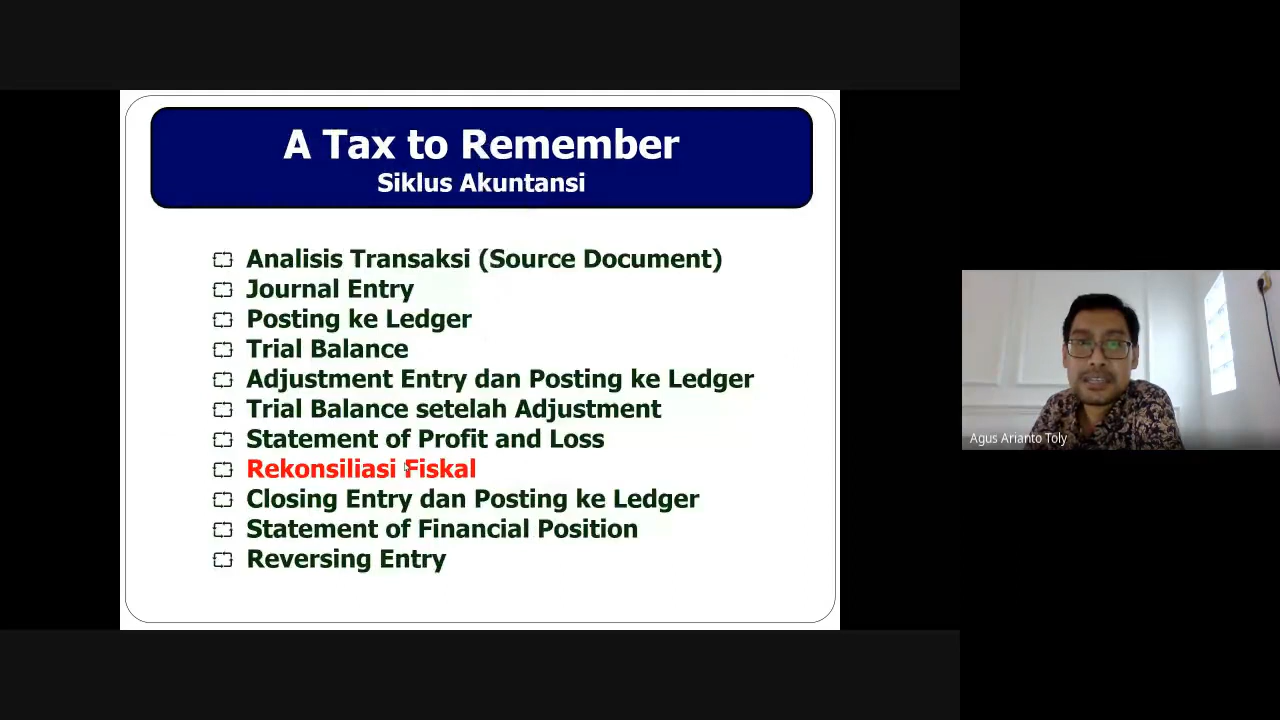 A Tax to Remember
Siklus Akuntansi
Analisis Transaksi (Source Document)
Journal Entry
Posting ke Ledger
Trial Balance
Adjustment Entry dan Posting ke Ledger
Trial Balance setelah Adjustment
Statement of Profit and Loss
Rekonsiliasi Fiskal
Closing Entry dan Posting ke Ledger
Statement of Financial Position
Reversing Entry
Agus Arianto Toly